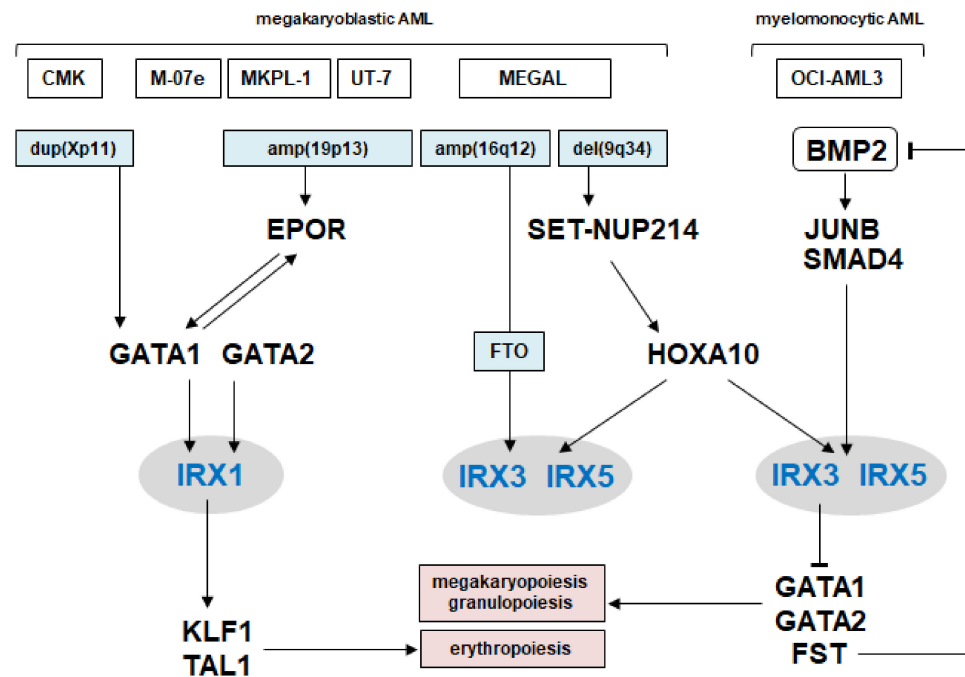 megakaryoblastic AML
myelomonocytic AML
CMK
M-07e
MKPL-1
UT-7
MEGAL
OCI-AML3
dup(Xp11)
amp(19p13)
amp(16q12)
del(9q34)
BMP2
EPOR
SET-NUP214
JUNB
SMAD4
GATA1
GATA2
FTO
HOXA10
IRX1
IRX3 IRX5
IRX3 IRX5
megakaryopoiesis
granulopoiesis
GATA1
GATA2
FST
KLF1
TAL1
erythropoiesis